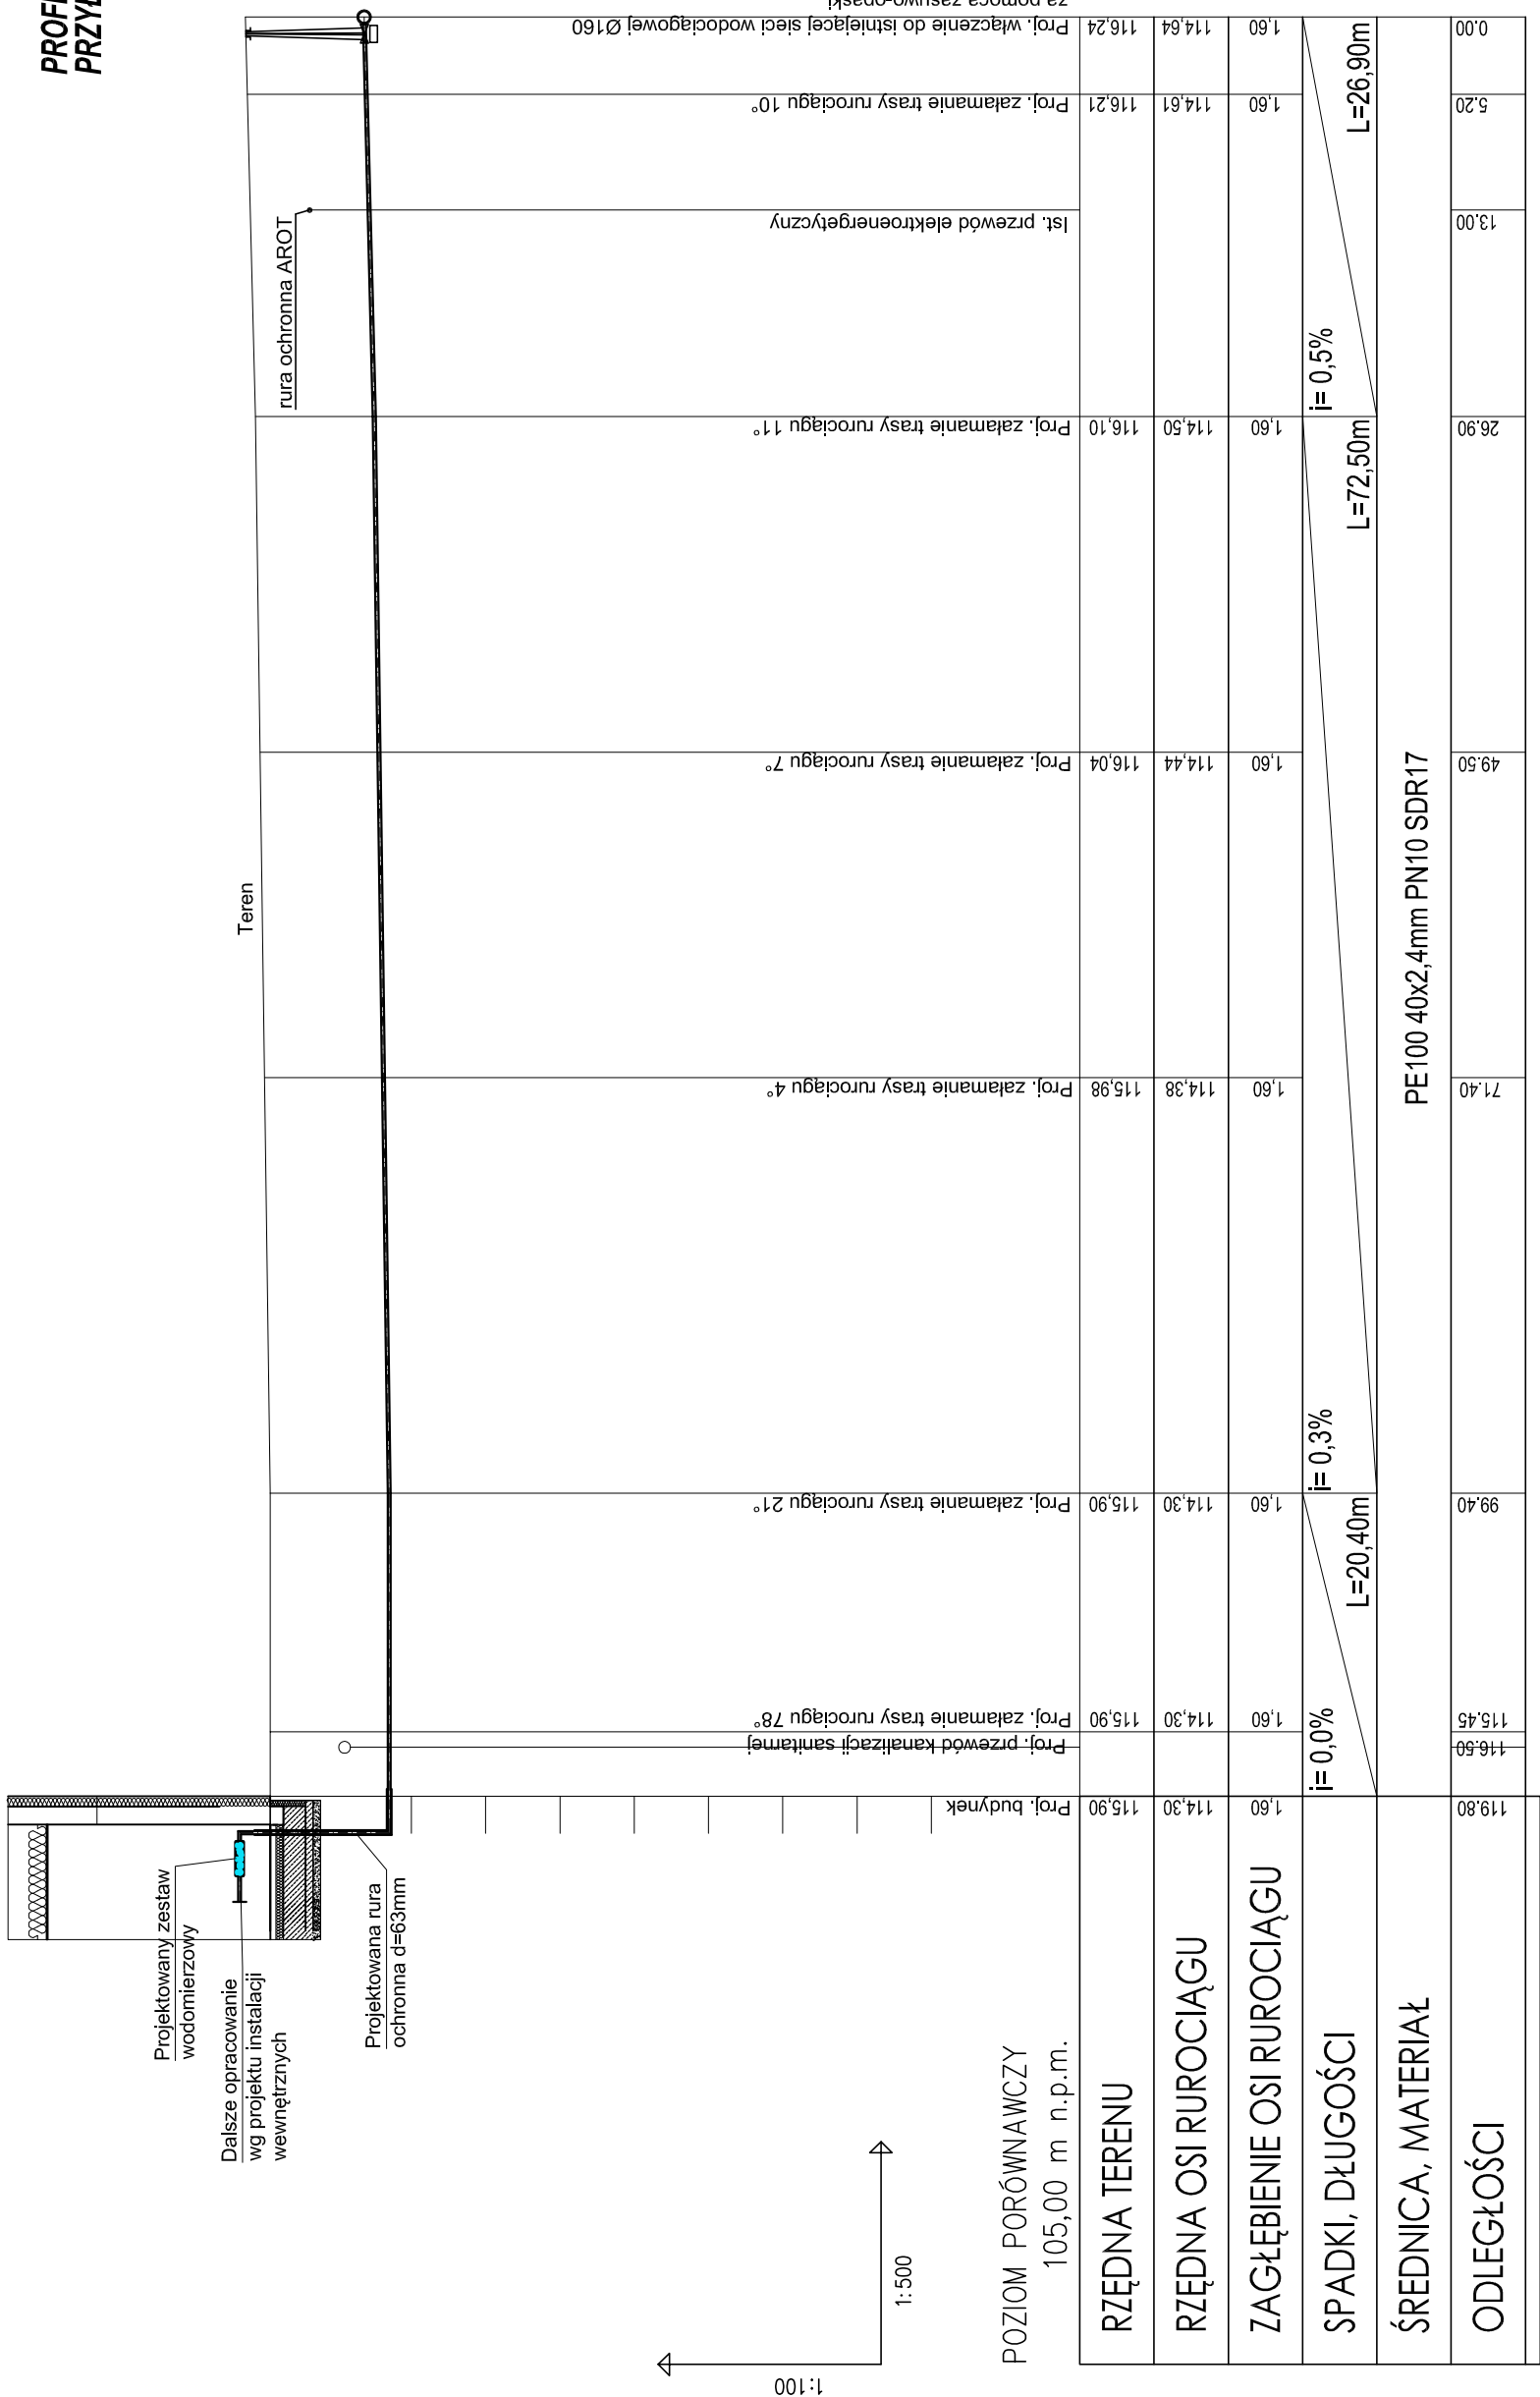 PROFI
PRZYŁ
rura ochronna AROT
Teren
Projektowany zestaw
wodomierzowy
Dalsze opracowanie
wg projektu instalacji
wewnętrznych
Projektowana rura
ochronna d=63mm
1:100
1:500
Proj. budynek
Proj. przewód kanalizacji sanitarnej
Proj. załamanie trasy rurociągu 78°
Proj. załamanie trasy rurociągu 21°
Proj. załamanie trasy rurociągu 4°
Proj. załamanie trasy rurociągu 7°
Proj. załamanie trasy rurociągu 11°
Ist. przewód elektroenergetyczny
Proj. załamanie trasy rurociągu 10°
Proj. włączenie do istniejącej sieci wodociągowej Ø160
za pomocą zasuwo-opaski
POZIOM PORÓWNAWCZY
105,00 m n.p.m.
RZĘDNA TERENU
115,90 115,90 115,90 115,98 116,04 116,10 116,21 116,24
RZĘDNA OSI RUROCIĄGU
114,30 114,30 114,30 114,38 114,44 114,50 114,61 114,64
ZAGŁĘBIENIE OSI RUROCIĄGU
1,60 1,60 1,60 1,60 1,60 1,60 1,60 1,60
SPADKI, DŁUGOŚCI
i= 0,0% i= 0,3% i= 0,5%
L=20,40m L=72,50m L=26,90m
ŚREDNICA, MATERIAŁ
PE100 40x2,4mm PN10 SDR17
ODLEGŁOŚCI
119.80 116.50 115.45 99.40 71.40 49.50 26.90 13.00 5.20 0.00